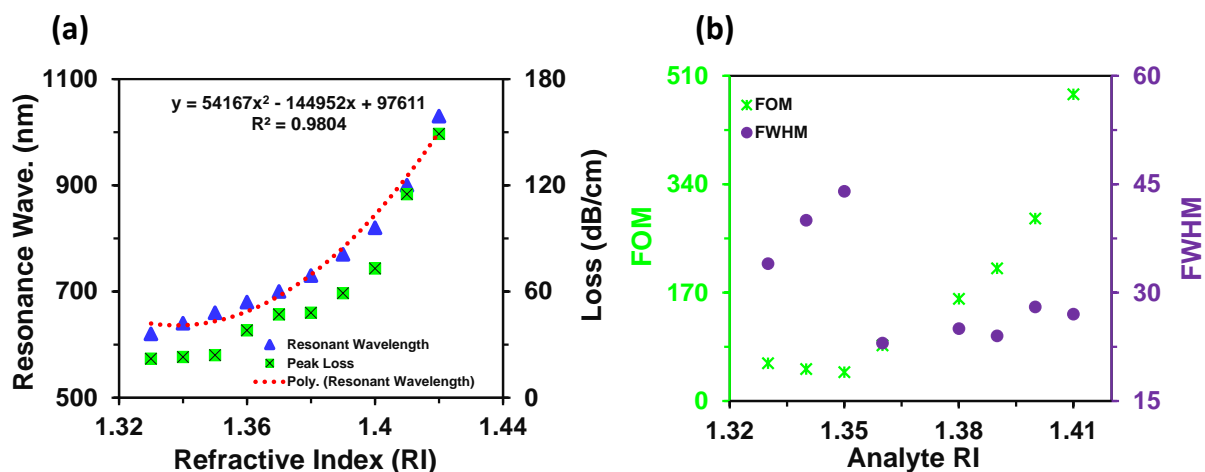 (a)
(b)
y = 54167x² - 144952x + 97611
R² = 0.9804
Resonance Wave. (nm)
1100
900
700
500
180
120
60
0
Loss (dB/cm)
Resonant Wavelength
Peak Loss
Poly. (Resonant Wavelength)
1.32
1.36
1.4
1.44
Refractive Index (RI)
FOM
510
340
170
0
FOM
FWHM
60
45
30
15
FWHM
1.32
1.35
1.38
1.41
Analyte RI